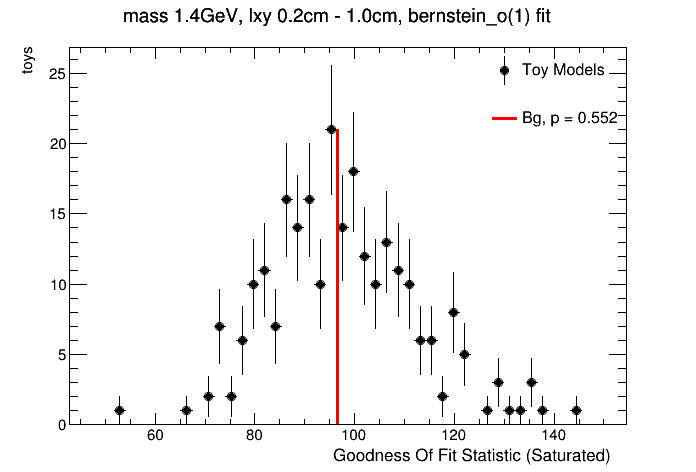 mass 1.4GeV, lxy 0.2cm - 1.0cm, bernstein_o(1) fit
toys
Toy Models
Bg, p = 0.552
25
20
15
10
5
0
60 80 100 120 140
Goodness Of Fit Statistic (Saturated)